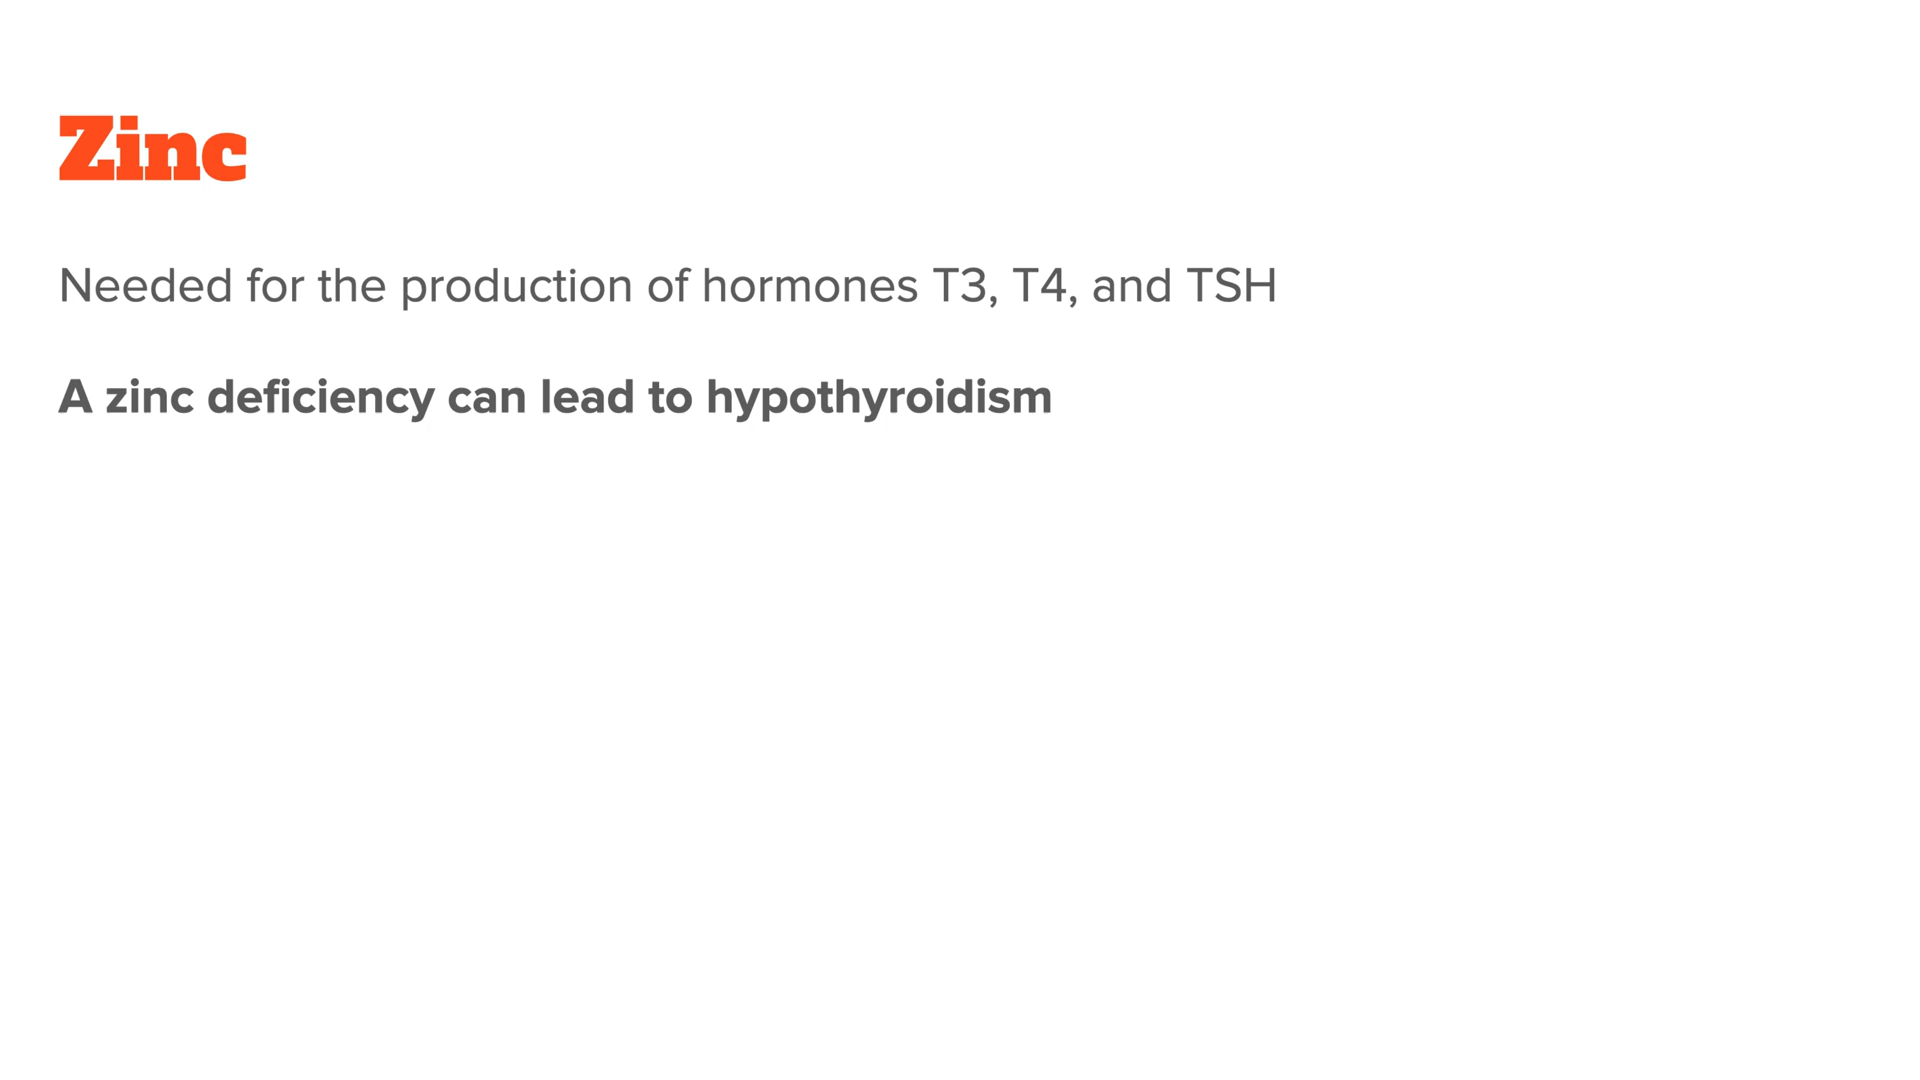 Zinc
Needed for the production of hormones T3, T4, and TSH
A zinc deficiency can lead to hypothyroidism